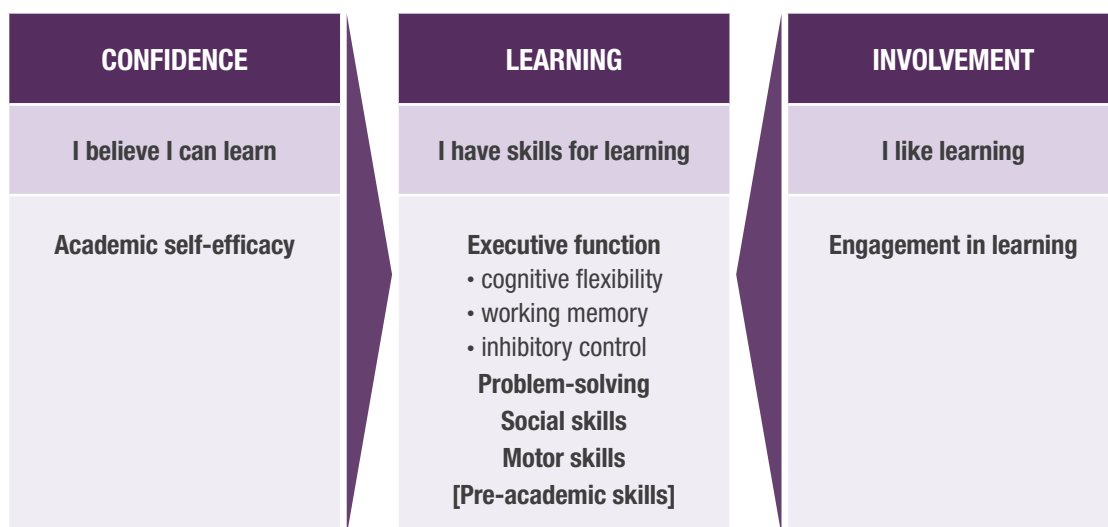 CONFIDENCE
I believe I can learn
Academic self-efficacy
LEARNING
I have skills for learning
Executive function
• cognitive flexibility
• working memory
• inhibitory control
Problem-solving
Social skills
Motor skills
[Pre-academic skills]
INVOLVEMENT
I like learning
Engagement in learning